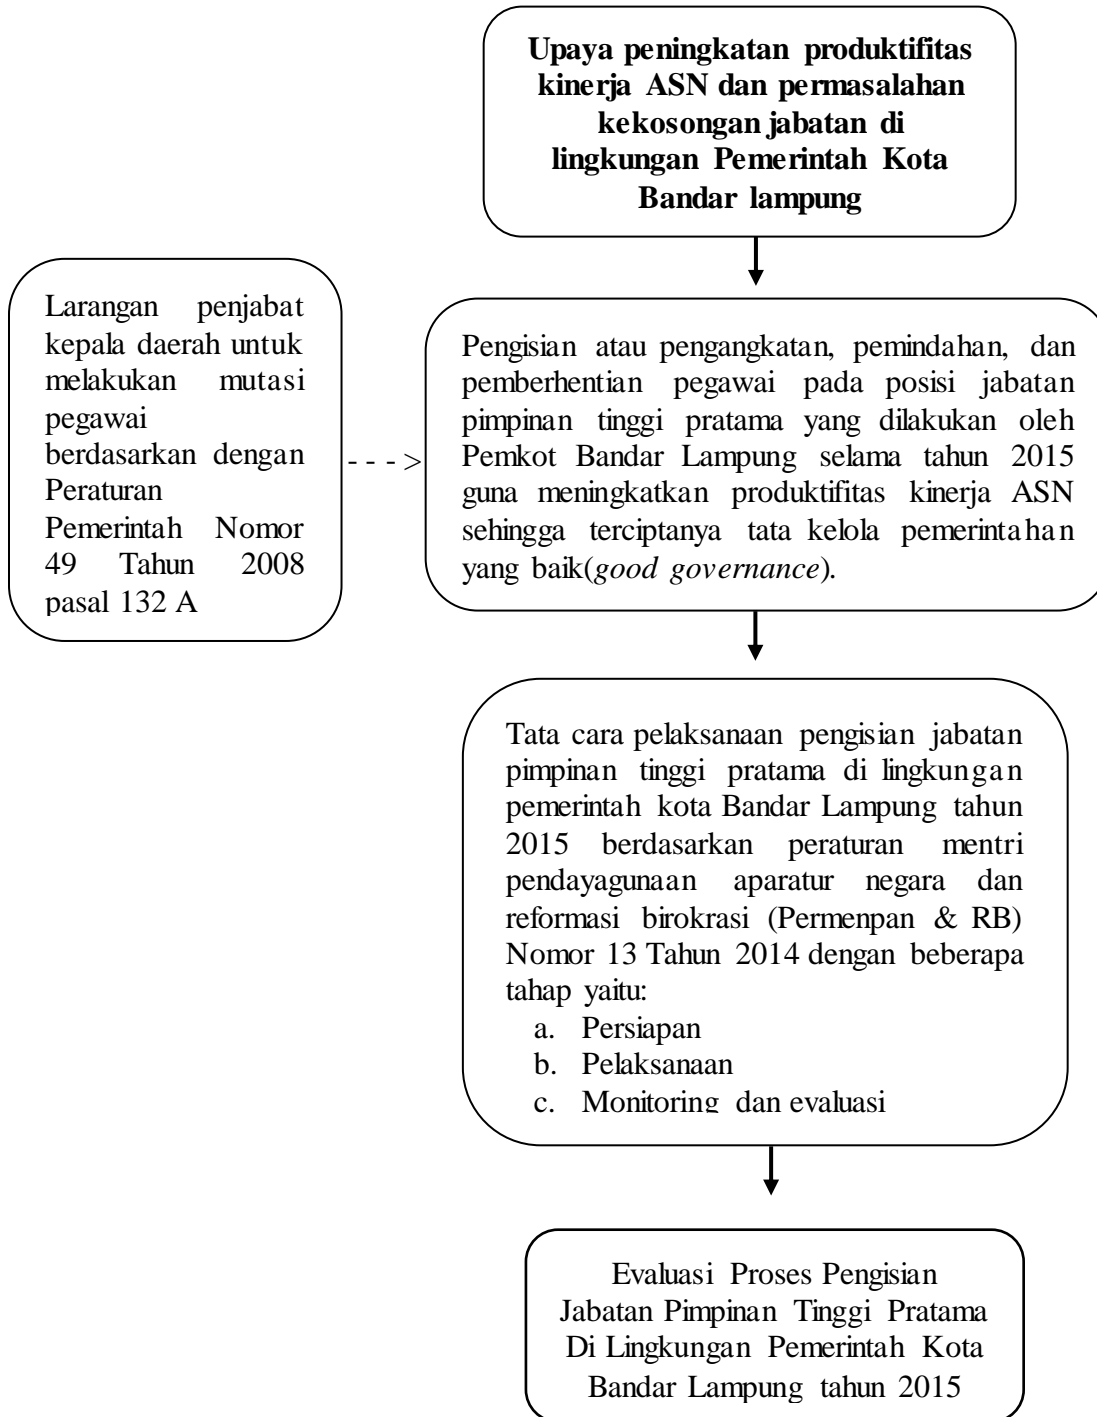 Upaya peningkatan produktifitas
kinerja ASN dan permasalahan
kekosongan jabatan di
lingkungan Pemerintah Kota
Bandar lampung
Larangan penjabat
kepala daerah untuk
melakukan mutasi
pegawai
berdasarkan dengan
Peraturan
Pemerintah Nomor
49 Tahun 2008
pasal 132 A
Pengisian atau pengangkatan, pemindahan, dan
pemberhentian pegawai pada posisi jabatan
pimpinan tinggi pratama yang dilakukan oleh
Pemkot Bandar Lampung selama tahun 2015
guna meningkatkan produktifitas kinerja ASN
sehingga terciptanya tata kelola pemerintahan
yang baik(good governance).
Tata cara pelaksanaan pengisian jabatan
pimpinan tinggi pratama di lingkungan
pemerintah kota Bandar Lampung tahun
2015 berdasarkan peraturan mentri
pendayagunaan aparatur negara dan
reformasi birokrasi (Permenpan & RB)
Nomor 13 Tahun 2014 dengan beberapa
tahap yaitu:
a. Persiapan
b. Pelaksanaan
c. Monitoring dan evaluasi
Evaluasi Proses Pengisian
Jabatan Pimpinan Tinggi Pratama
Di Lingkungan Pemerintah Kota
Bandar Lampung tahun 2015